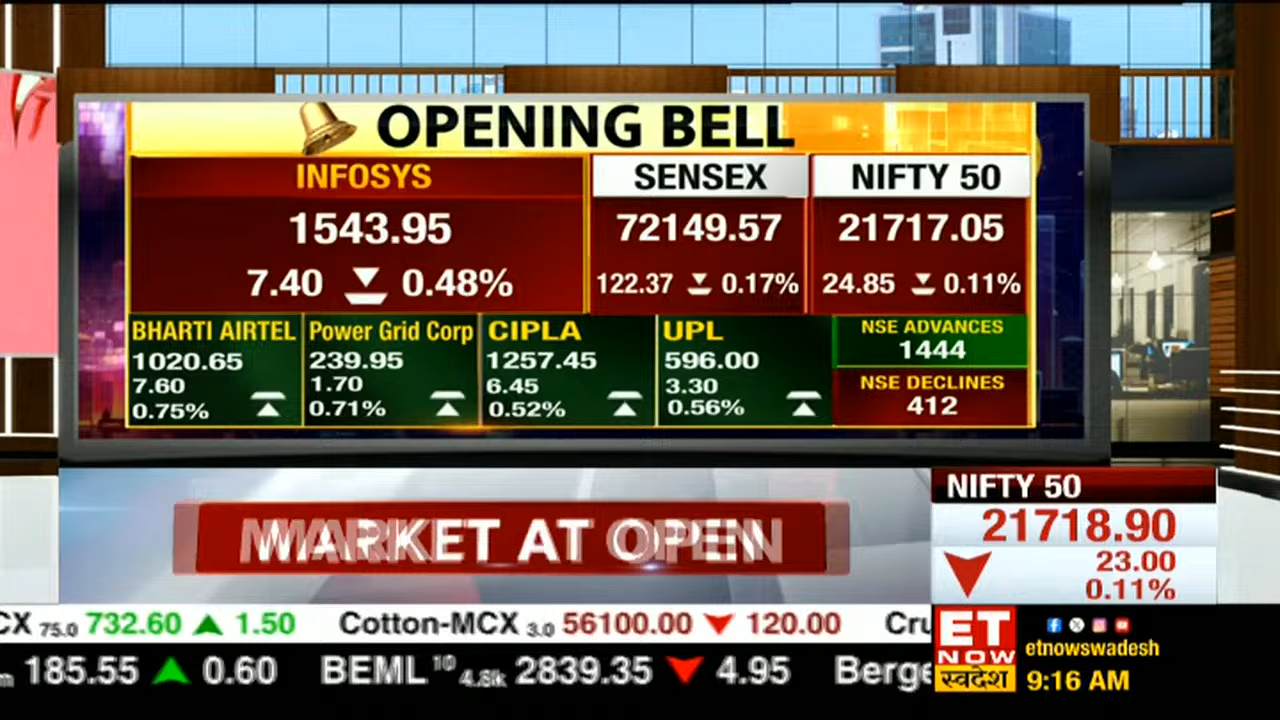 OPENING BELL
INFOSYS
1543.95
7.40 0.48%
SENSEX
72149.57
122.37 0.17%
NIFTY 50
21717.05
24.85 0.11%
BHARTI AIRTEL
1020.65
7.60
0.75%
Power Grid Corp
239.95
1.70
0.71%
CIPLA
1257.45
6.45
0.52%
UPL
596.00
3.30
0.56%
NSE ADVANCES
1444
NSE DECLINES
412
MARKET AT OPEN
NIFTY 50
21718.90
23.00
0.11%
CX 75.0 732.60 ▲ 1.50 Cotton-MCX 3.0 56100.00 ▼ 120.00 Cru
185.55 ▲ 0.60 BEML 10 4.8k 2839.35 ▼ 4.95 Berge
ET
NOW
स्वदेश
etnowswadesh
9:16 AM